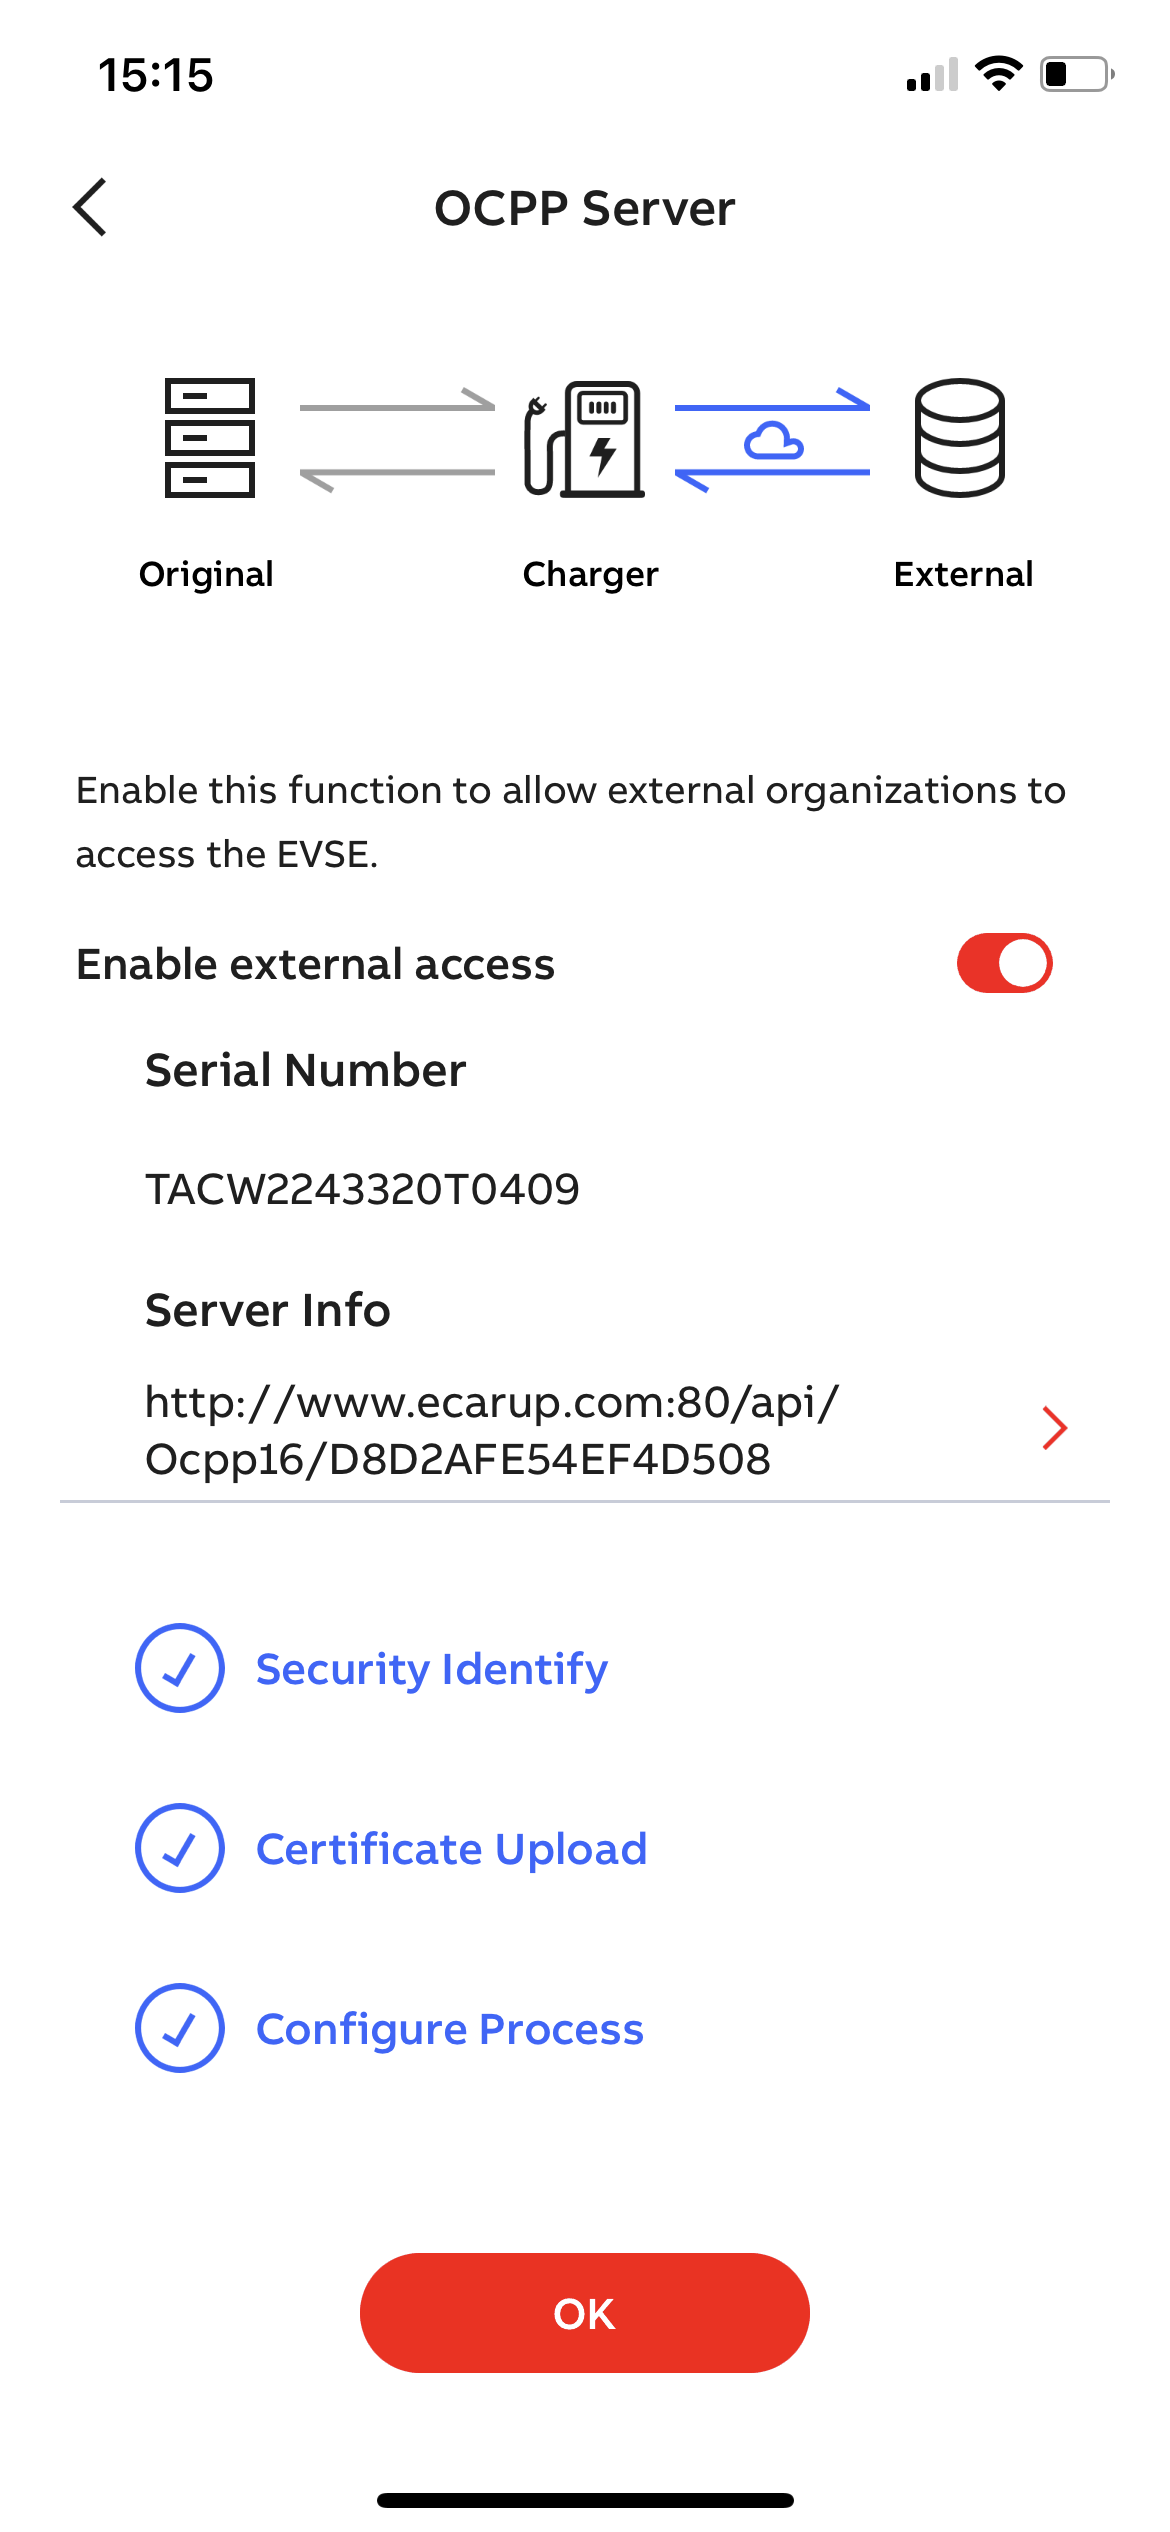 15:15
OCPP Server
Original
Charger
External
Enable this function to allow external organizations to
access the EVSE.
Enable external access
Serial Number
TACW2243320T0409
Server Info
http://www.ecarup.com:80/api/
Ocpp16/D8D2AFE54EF4D508
Security Identify
Certificate Upload
Configure Process
OK